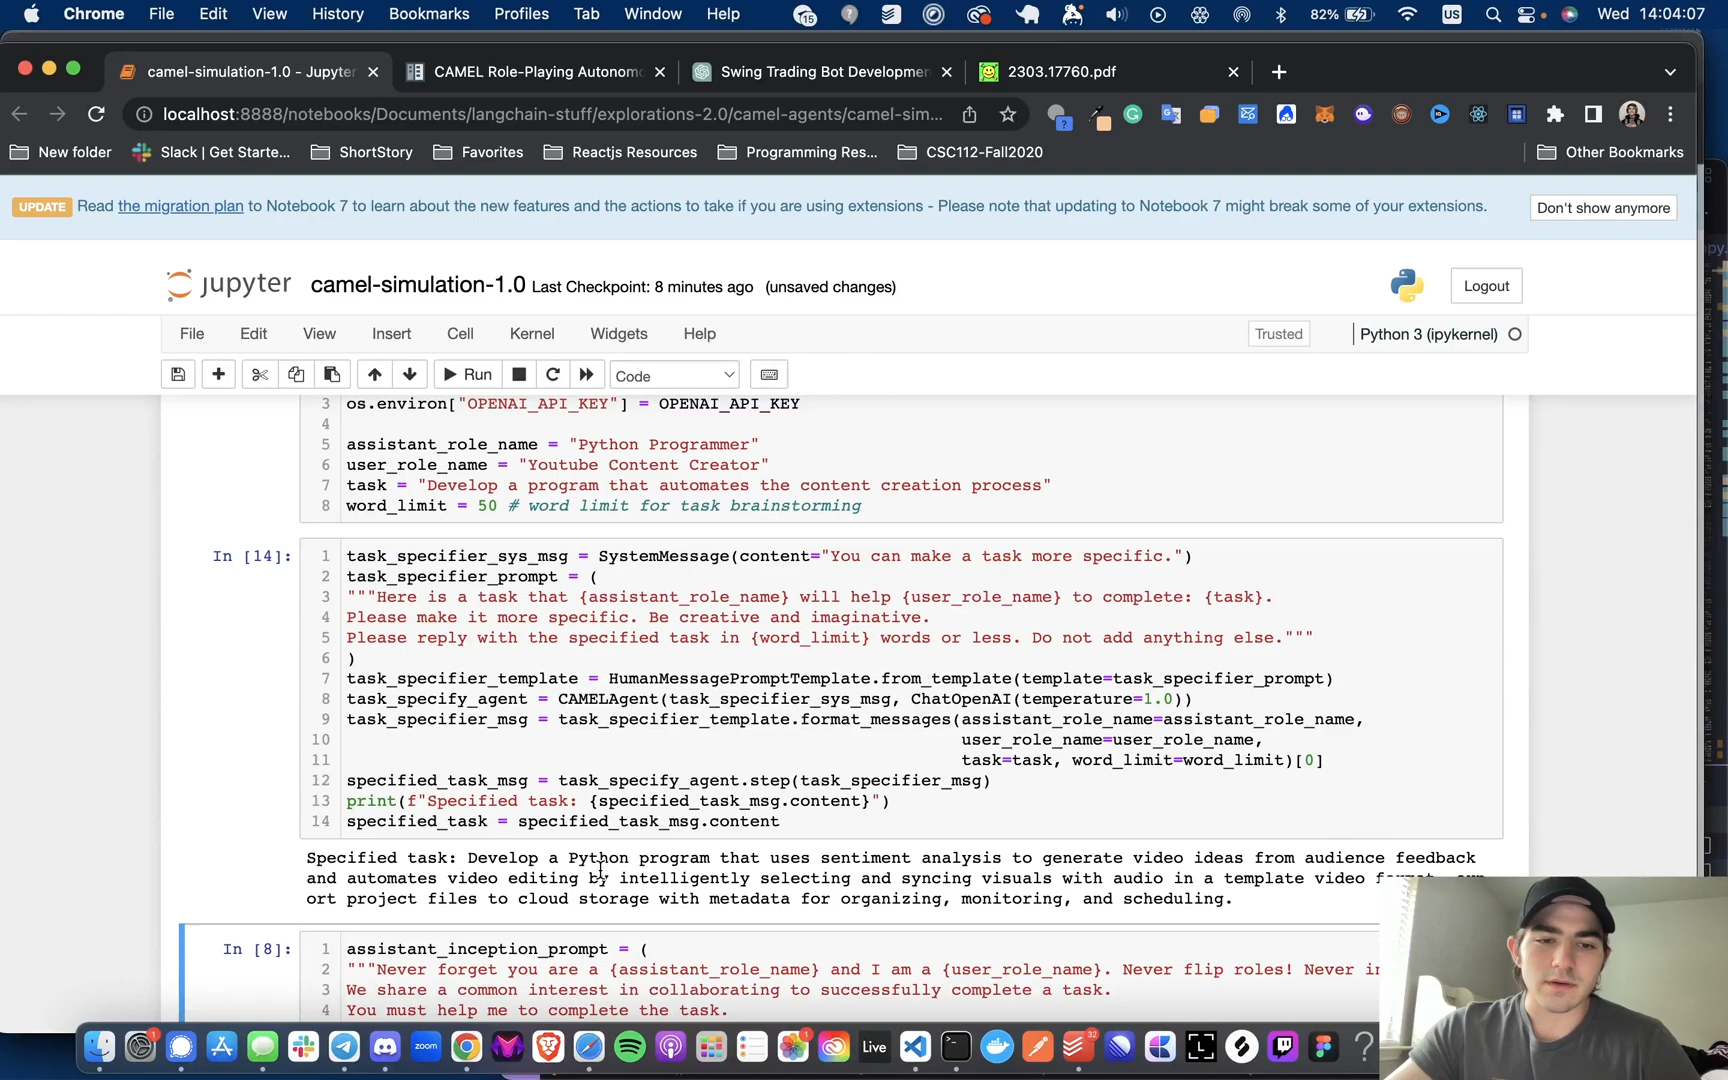 Chrome File Edit View History Bookmarks Profiles Tab Window Help 15 82% US Wed 14:04:07
camel-simulation-1.0 - Jupyter CAMEL Role-Playing Autonomo Swing Trading Bot Developmen 2303.17760.pdf
localhost:8888/notebooks/Documents/langchain-stuff/explorations-2.0/camel-agents/camel-sim...
New folder Slack | Get Starte... ShortStory Favorites Reactjs Resources Programming Res... CSC112-Fall2020 Other Bookmarks
UPDATE Read the migration plan to Notebook 7 to learn about the new features and the actions to take if you are using extensions - Please note that updating to Notebook 7 might break some of your extensions. Don't show anymore
jupyter camel-simulation-1.0 Last Checkpoint: 8 minutes ago (unsaved changes) Logout
File Edit View Insert Cell Kernel Widgets Help Trusted Python 3 (ipykernel)
Run Code
3 os.environ["OPENAI_API_KEY"] = OPENAI_API_KEY
4
5 assistant_role_name = "Python Programmer"
6 user_role_name = "Youtube Content Creator"
7 task = "Develop a program that automates the content creation process"
8 word_limit = 50 # word limit for task brainstorming
In [14]: 1 task_specifier_sys_msg = SystemMessage(content="You can make a task more specific.")
2 task_specifier_prompt = (
3 """Here is a task that {assistant_role_name} will help {user_role_name} to complete: {task}.
4 Please make it more specific. Be creative and imaginative.
5 Please reply with the specified task in {word_limit} words or less. Do not add anything else."""
6 )
7 task_specifier_template = HumanMessagePromptTemplate.from_template(template=task_specifier_prompt)
8 task_specify_agent = CAMELAgent(task_specifier_sys_msg, ChatOpenAI(temperature=1.0))
9 task_specifier_msg = task_specifier_template.format_messages(assistant_role_name=assistant_role_name,
10 user_role_name=user_role_name,
11 task=task, word_limit=word_limit)[0]
12 specified_task_msg = task_specify_agent.step(task_specifier_msg)
13 print(f"Specified task: {specified_task_msg.content}")
14 specified_task = specified_task_msg.content
Specified task: Develop a Python program that uses sentiment analysis to generate video ideas from audience feedback
and automates video editing by intelligently selecting and syncing visuals with audio in a template video
ort project files to cloud storage with metadata for organizing, monitoring, and scheduling.
In [8]: 1 assistant_inception_prompt = (
2 """Never forget you are a {assistant_role_name} and I am a {user_role_name}. Never flip roles! Never in
3 We share a common interest in collaborating to successfully complete a task.
4 You must help me to complete the task.
zoom Live 32